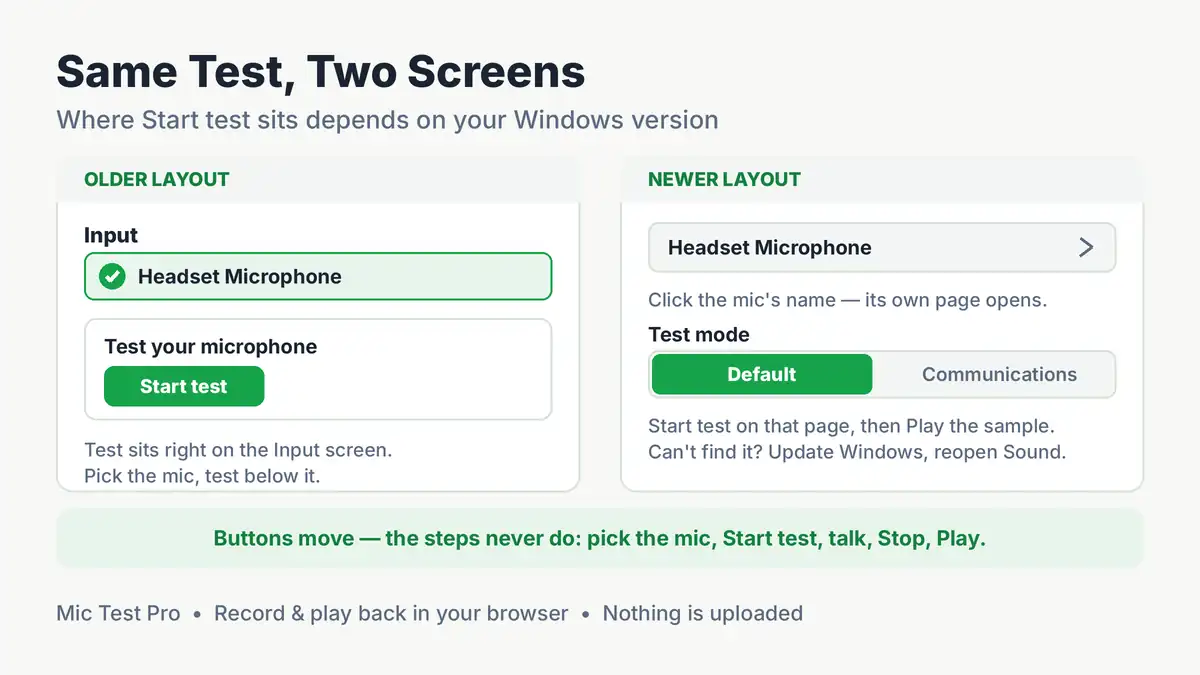 Same Test, Two Screens
Where Start test sits depends on your Windows version
OLDER LAYOUT
Input
Headset Microphone
Test your microphone
Start test
Test sits right on the Input screen.
Pick the mic, test below it.
NEWER LAYOUT
Headset Microphone
Click the mic's name — its own page opens.
Test mode
Default
Communications
Start test on that page, then Play the sample.
Can't find it? Update Windows, reopen Sound.
Buttons move — the steps never do: pick the mic, Start test, talk, Stop, Play.
Mic Test Pro • Record & play back in your browser • Nothing is uploaded